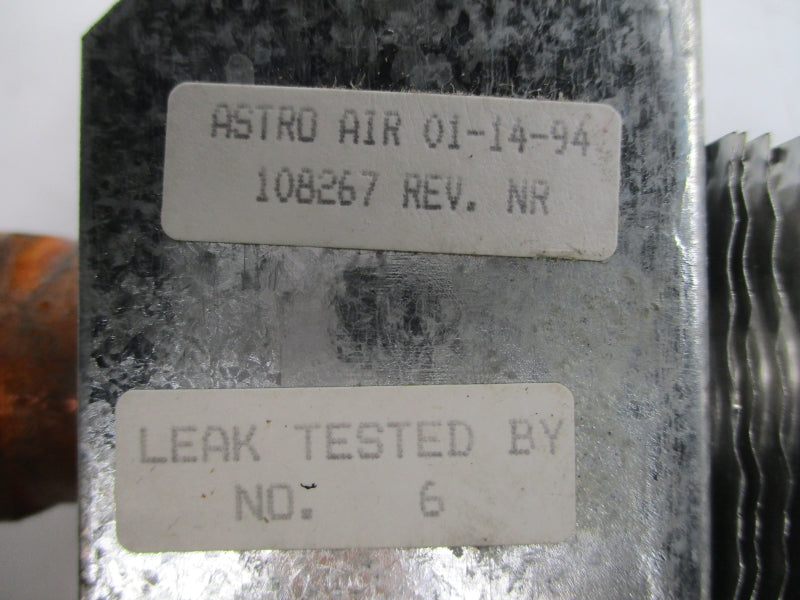 ASTRO AIR 01-14-94
108267 REV. NR
LEAK TESTED BY
NO. 6